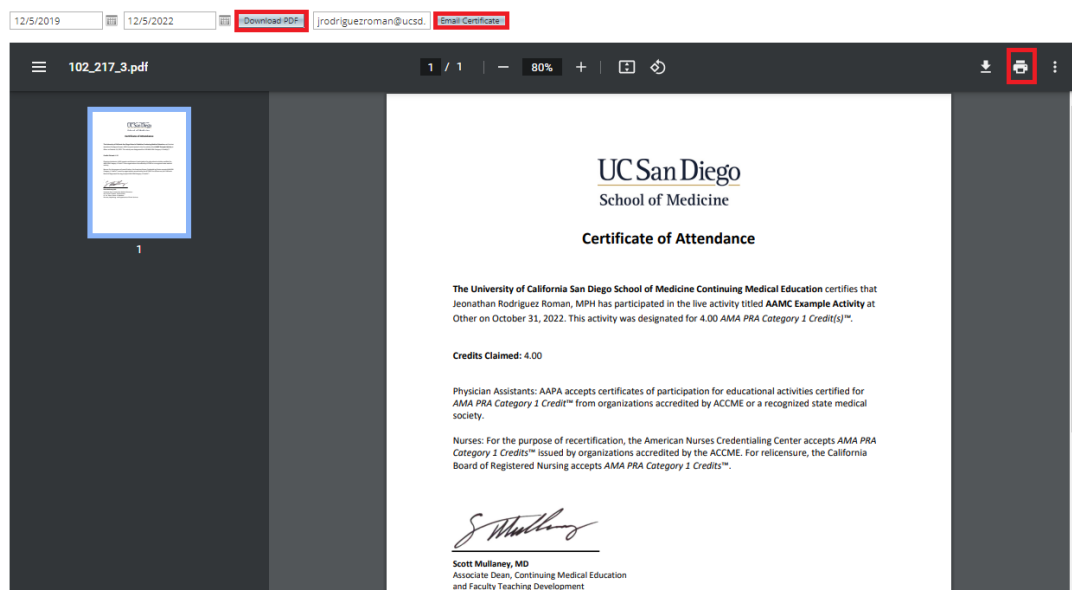 12/5/2019 12/5/2022 Download PDF jrodriguezroman@ucsd. Email Certificate
102_217_3.pdf 1 / 1 80%
UC San Diego
School of Medicine
Certificate of Attendance
1
The University of California San Diego School of Medicine Continuing Medical Education certifies that
Jeonathan Rodriguez Roman, MPH has participated in the live activity titled AAMC Example Activity at
Other on October 31, 2022. This activity was designated for 4.00 AMA PRA Category 1 Credit(s)™.
Credits Claimed: 4.00
Physician Assistants: AAPA accepts certificates of participation for educational activities certified for
AMA PRA Category 1 Credit™ from organizations accredited by ACCME or a recognized state medical
society.
Nurses: For the purpose of recertification, the American Nurses Credentialing Center accepts AMA PRA
Category 1 Credits™ issued by organizations accredited by the ACCME. For relicensure, the California
Board of Registered Nursing accepts AMA PRA Category 1 Credits™.
Scott Mullaney, MD
Associate Dean, Continuing Medical Education
and Faculty Teaching Development